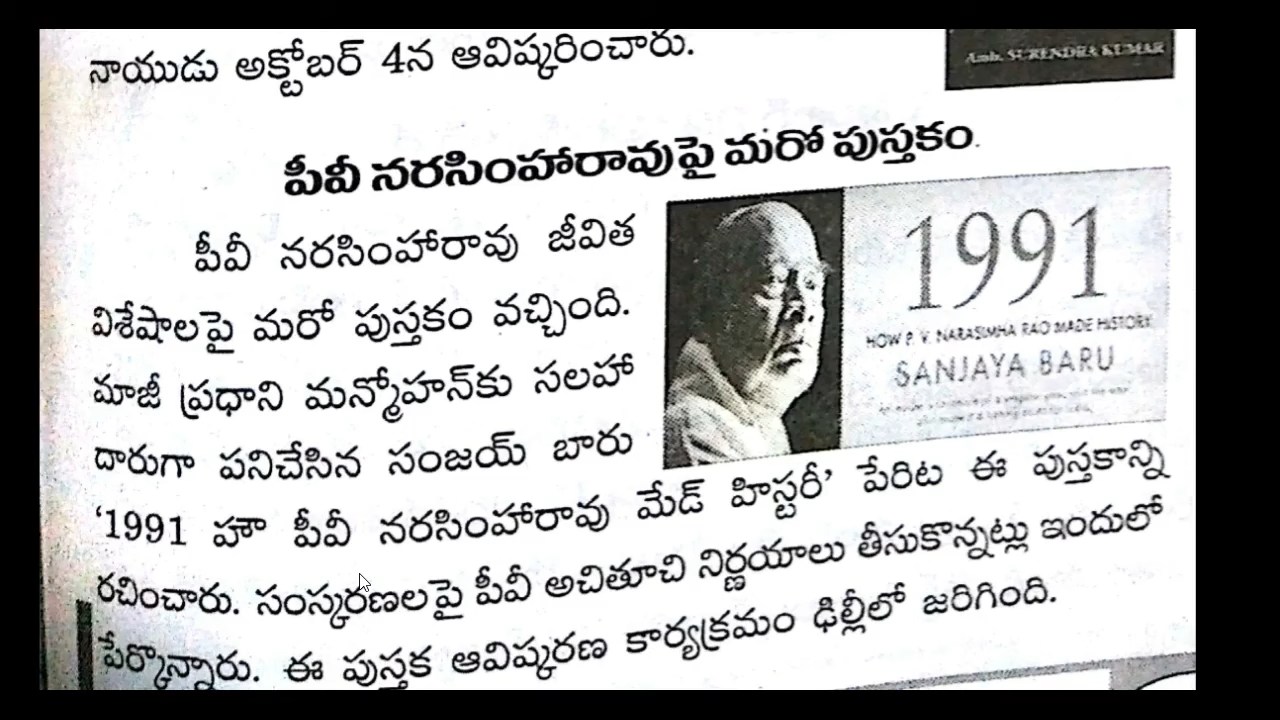 నాయుడు అక్టోబర్ 4న ఆవిష్కరించారు.
Amb. SURENDRA KUMAR
పీవీ నరసింహారావుపై మరో పుస్తకం
పీవీ నరసింహారావు జీవిత
విశేషాలపై మరో పుస్తకం వచ్చింది.
మాజీ ప్రధాని మన్మోహన్‌కు సలహా
దారుగా పనిచేసిన సంజయ్ బారు
1991
HOW P. V. NARASIMHA RAO MADE HISTORY
SANJAYA BARU
‘1991 హౌ పీవీ నరసింహారావు మేడ్ హిస్టరీ’ పేరిట ఈ పుస్తకాన్ని
రచించారు. సంస్కరణలపై పీవీ అచితూచి నిర్ణయాలు తీసుకొన్నట్లు ఇందులో
పేర్కొన్నారు. ఈ పుస్తక ఆవిష్కరణ కార్యక్రమం ఢిల్లీలో జరిగింది.